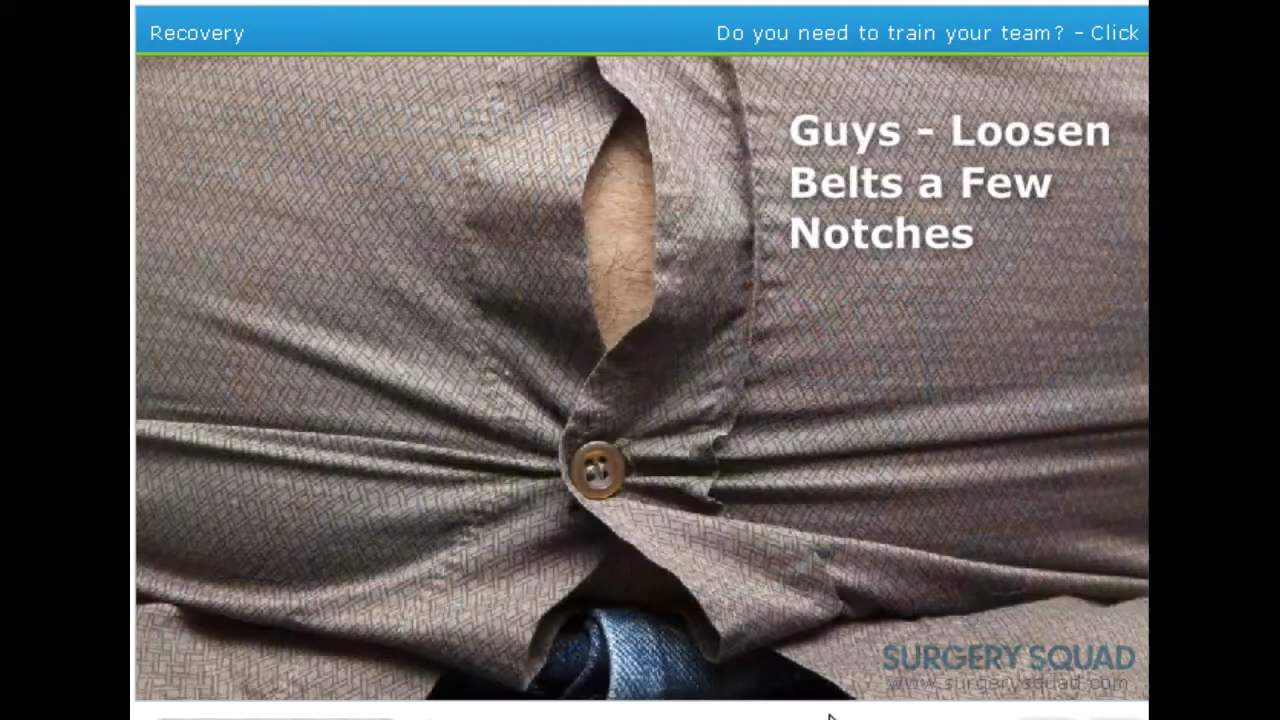 Recovery
Do you need to train your team? – Click
Guys - Loosen
Belts a Few
Notches
SURGERY SQUAD
www.surgerysquad.com